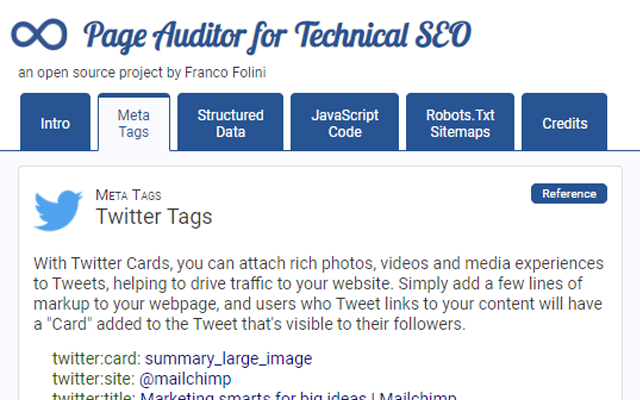 Page Auditor for Technical SEO
an open source project by Franco Folini
Intro
Meta
Tags
Structured
Data
JavaScript
Code
Robots.Txt
Sitemaps
Credits
Meta Tags
Reference
Twitter Tags
With Twitter Cards, you can attach rich photos, videos and media experiences
to Tweets, helping to drive traffic to your website. Simply add a few lines of
markup to your webpage, and users who Tweet links to your content will have
a "Card" added to the Tweet that's visible to their followers.
twitter:card: summary_large_image
twitter:site: @mailchimp
twitter:title: Marketing smarts for big ideas | Mailchimp